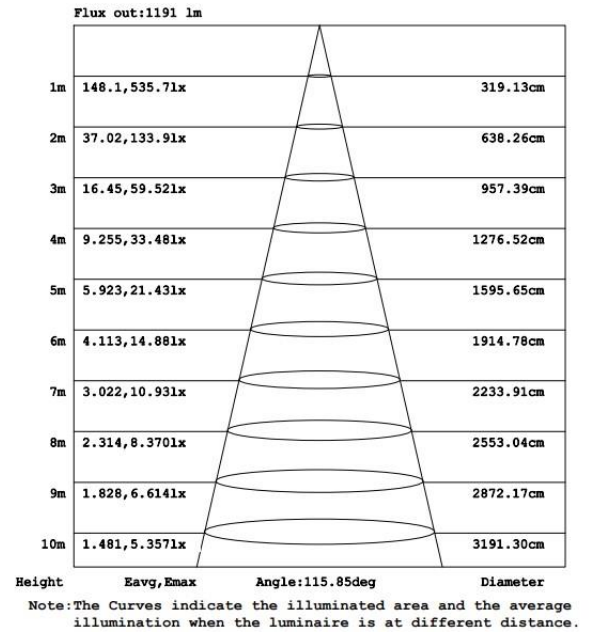 Flux out:1191 lm
1m 148.1,535.7lx 319.13cm
2m 37.02,133.9lx 638.26cm
3m 16.45,59.52lx 957.39cm
4m 9.255,33.48lx 1276.52cm
5m 5.923,21.43lx 1595.65cm
6m 4.113,14.88lx 1914.78cm
7m 3.022,10.93lx 2233.91cm
8m 2.314,8.370lx 2553.04cm
9m 1.828,6.614lx 2872.17cm
10m 1.481,5.357lx 3191.30cm
Height Eavg,Emax Angle:115.85deg Diameter
Note:The Curves indicate the illuminated area and the average
illumination when the luminaire is at different distance.